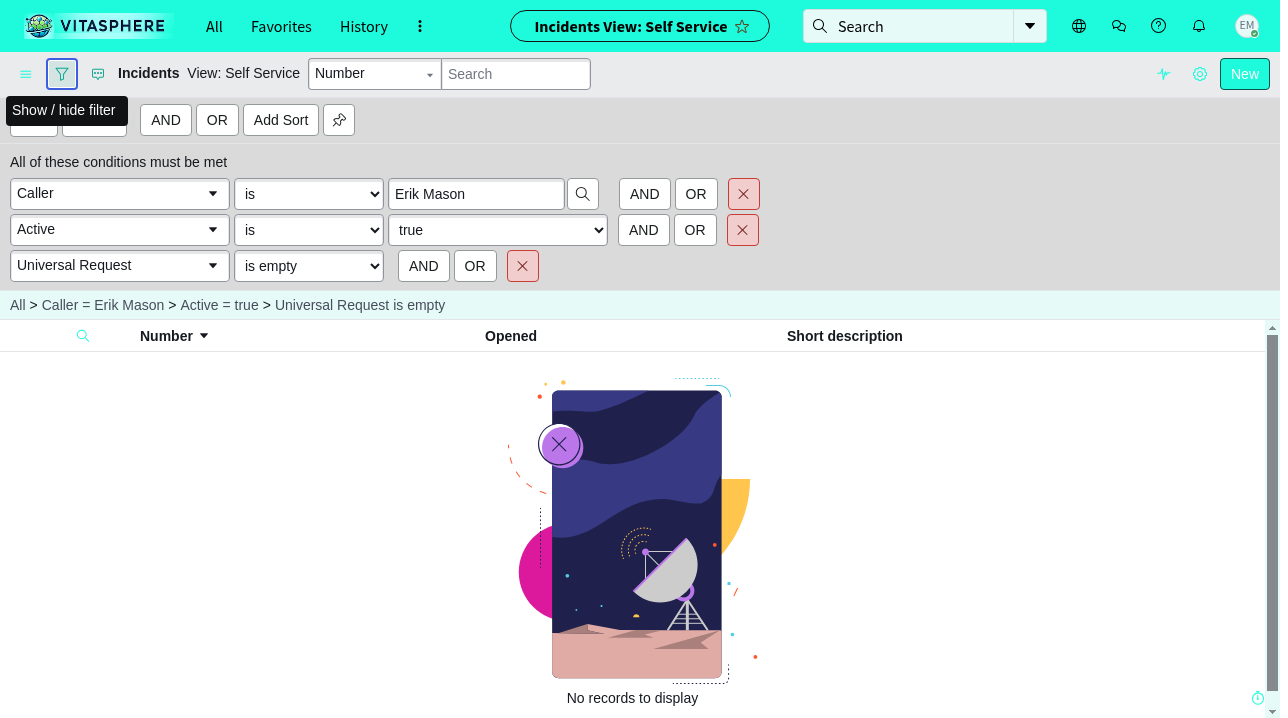 VITASPHERE All Favorites History Incidents View: Self Service Search EM
Incidents View: Self Service Number Search New
Show / hide filter AND OR Add Sort
All of these conditions must be met
Caller is Erik Mason AND OR
Active is true AND OR
Universal Request is empty AND OR
All > Caller = Erik Mason > Active = true > Universal Request is empty
Number Opened Short description
No records to display